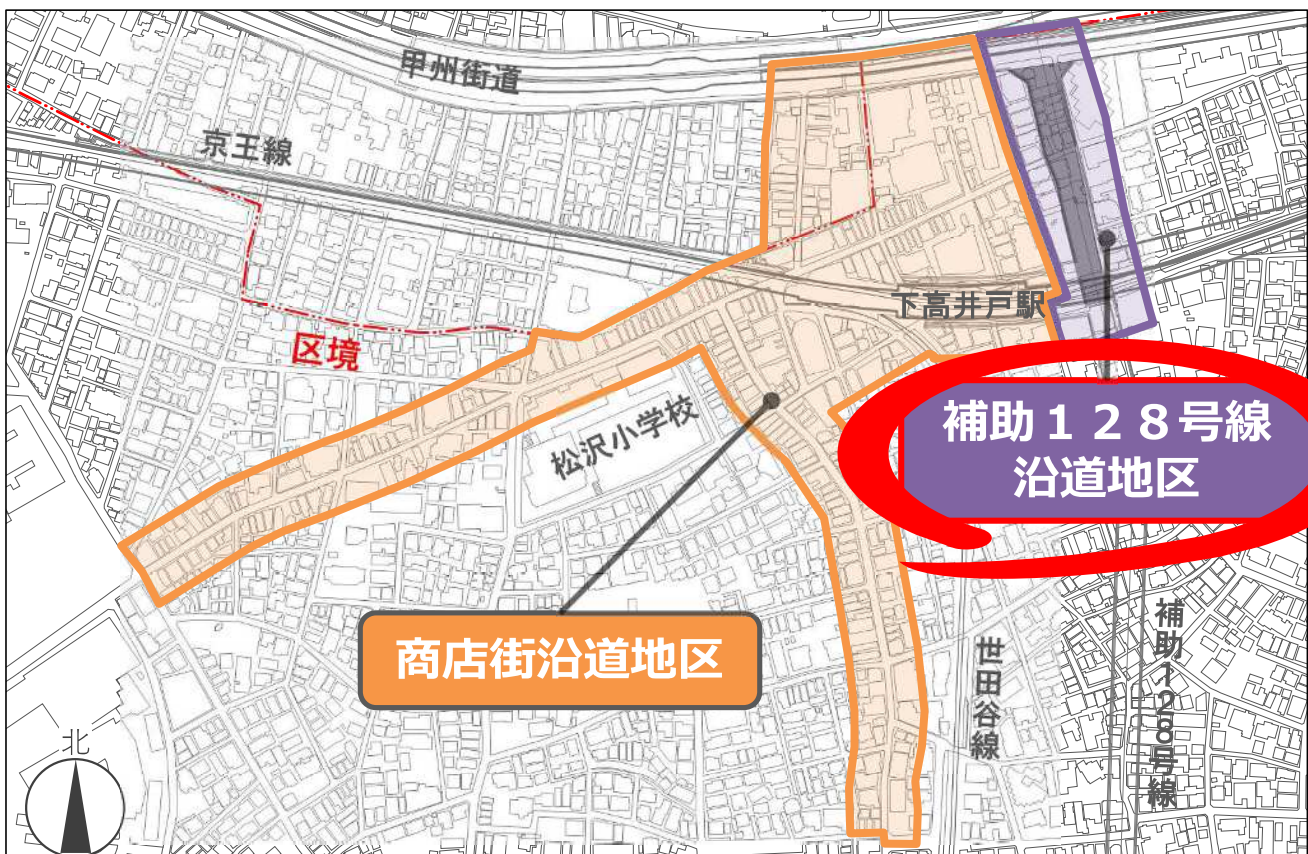 甲州街道
京王線
下高井戸駅
区境
松沢小学校
補助128号線
沿道地区
商店街沿道地区
世田谷線
補助128号線
北